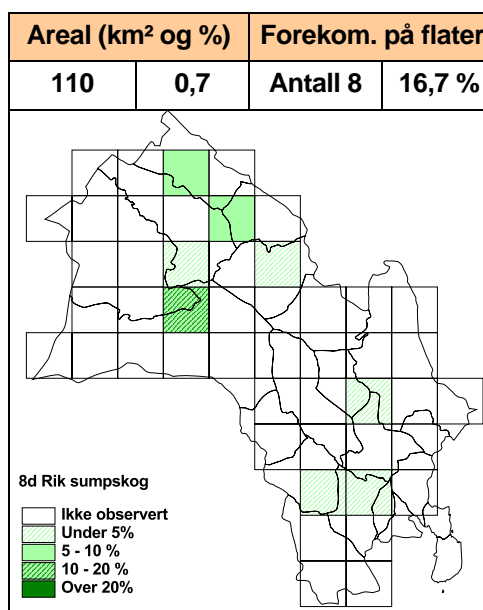 Areal (km² og %) Forekom. på flater
110 0,7 Antall 8 16,7 %
8d Rik sumpskog
Ikke observert
Under 5%
5 - 10 %
10 - 20 %
Over 20%